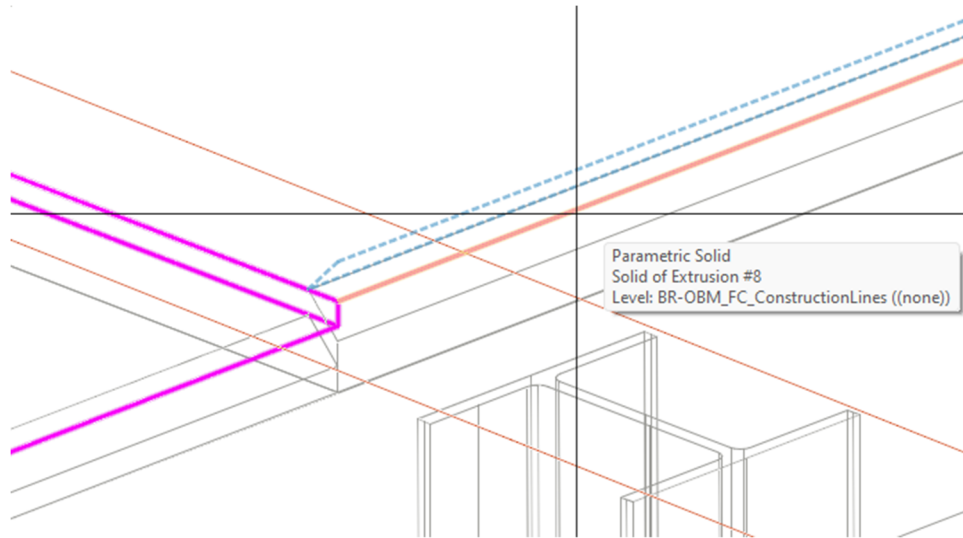 Parametric Solid
Solid of Extrusion #8
Level: BR-OBM_FC_ConstructionLines ((none))